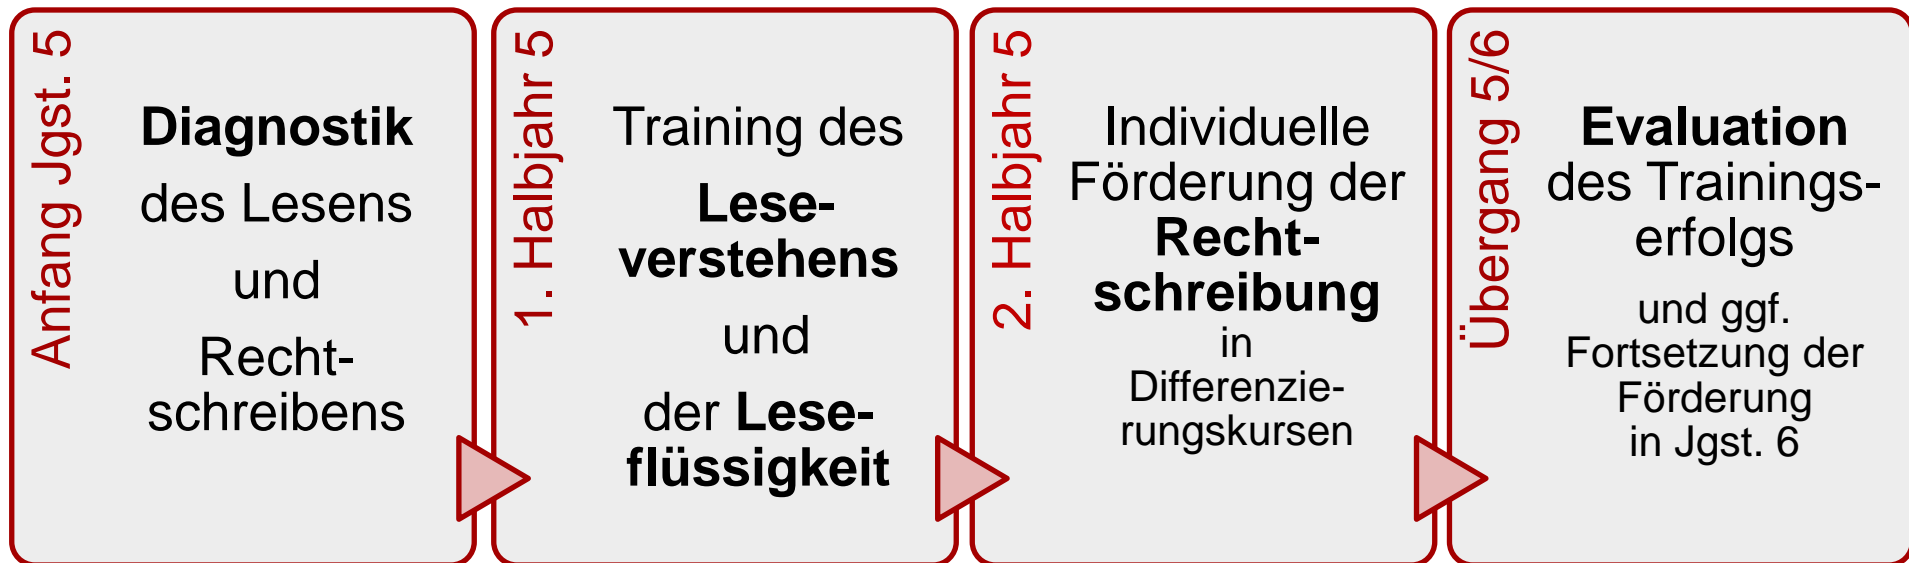 Anfang Jgst. 5
Diagnostik
des Lesens
und
Recht-
schreibens
1. Halbjahr 5
Training des
Lese-
verstehens
und
der Lese-
flüssigkeit
2. Halbjahr 5
Individuelle
Förderung der
Recht-
schreibung
in
Differenzie-
rungskursen
Übergang 5/6
Evaluation
des Trainings-
erfolgs
und ggf.
Fortsetzung der
Förderung
in Jgst. 6